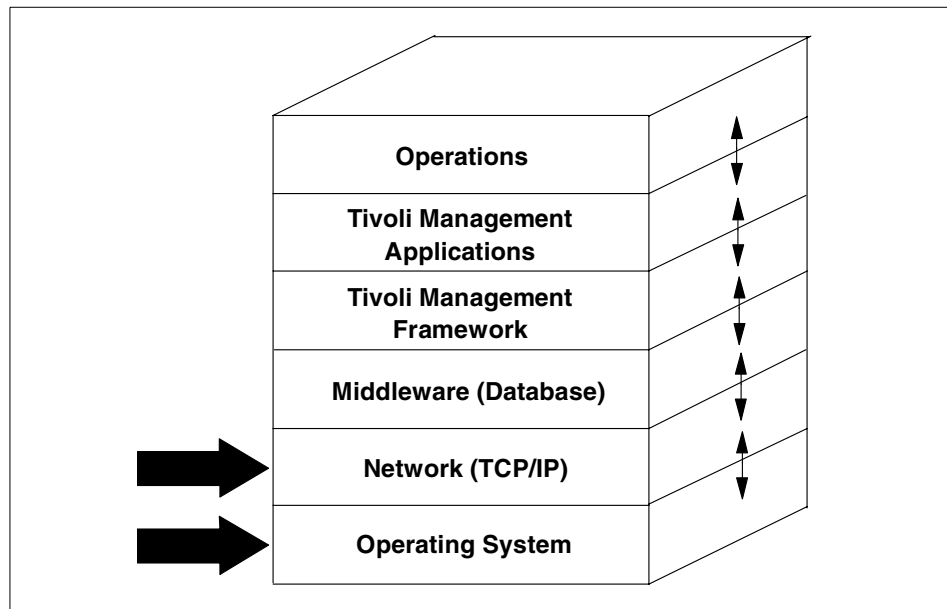 Operations
Tivoli Management
Applications
Tivoli Management
Framework
Middleware (Database)
Network (TCP/IP)
Operating System